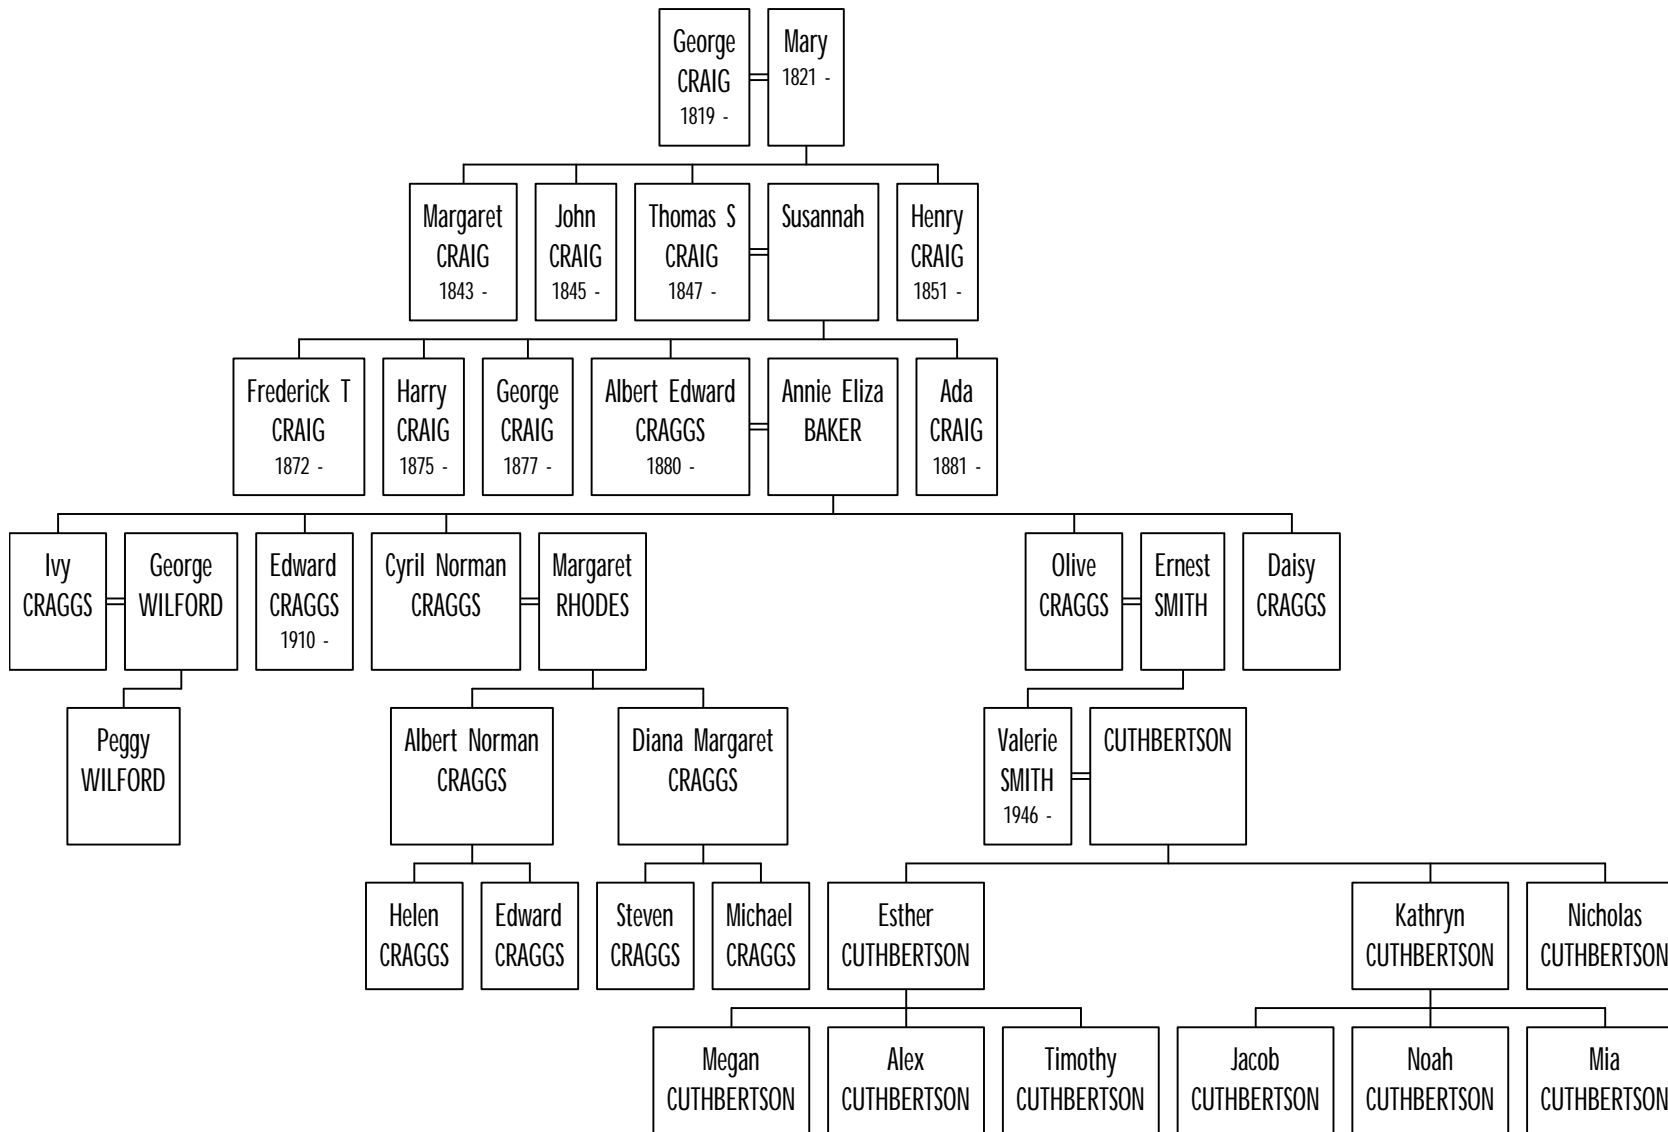 George
CRAIG
1819 -
Mary
1821 -
Margaret
CRAIG
1843 -
John
CRAIG
1845 -
Thomas S
CRAIG
1847 -
Susannah
Henry
CRAIG
1851 -
Frederick T
CRAIG
1872 -
Harry
CRAIG
1875 -
George
CRAIG
1877 -
Albert Edward
CRAGGS
1880 -
Annie Eliza
BAKER
Ada
CRAIG
1881 -
Ivy
CRAGGS
George
WILFORD
Edward
CRAGGS
1910 -
Cyril Norman
CRAGGS
Margaret
RHODES
Olive
CRAGGS
Ernest
SMITH
Daisy
CRAGGS
Peggy
WILFORD
Albert Norman
CRAGGS
Diana Margaret
CRAGGS
Valerie
SMITH
1946 -
CUTHBERTSON
Helen
CRAGGS
Edward
CRAGGS
Steven
CRAGGS
Michael
CRAGGS
Esther
CUTHBERTSON
Kathryn
CUTHBERTSON
Nicholas
CUTHBERTSON
Megan
CUTHBERTSON
Alex
CUTHBERTSON
Timothy
CUTHBERTSON
Jacob
CUTHBERTSON
Noah
CUTHBERTSON
Mia
CUTHBERTSON